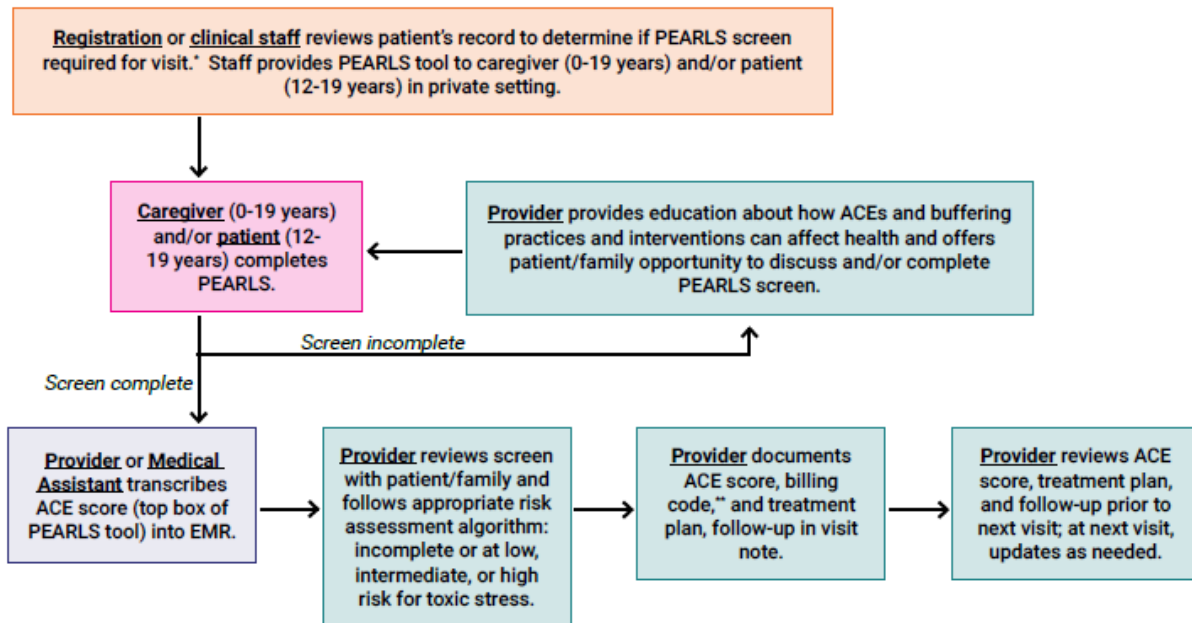 Registration or clinical staff reviews patient's record to determine if PEARLS screen
required for visit.* Staff provides PEARLS tool to caregiver (0-19 years) and/or patient
(12-19 years) in private setting.
Caregiver (0-19 years)
and/or patient (12-
19 years) completes
PEARLS.
Provider provides education about how ACEs and buffering
practices and interventions can affect health and offers
patient/family opportunity to discuss and/or complete
PEARLS screen.
Screen incomplete
Screen complete
Provider or Medical
Assistant transcribes
ACE score (top box of
PEARLS tool) into EMR.
Provider reviews screen
with patient/family and
follows appropriate risk
assessment algorithm:
incomplete or at low,
intermediate, or high
risk for toxic stress.
Provider documents
ACE score, billing
code,** and treatment
plan, follow-up in visit
note.
Provider reviews ACE
score, treatment plan,
and follow-up prior to
next visit; at next visit,
updates as needed.